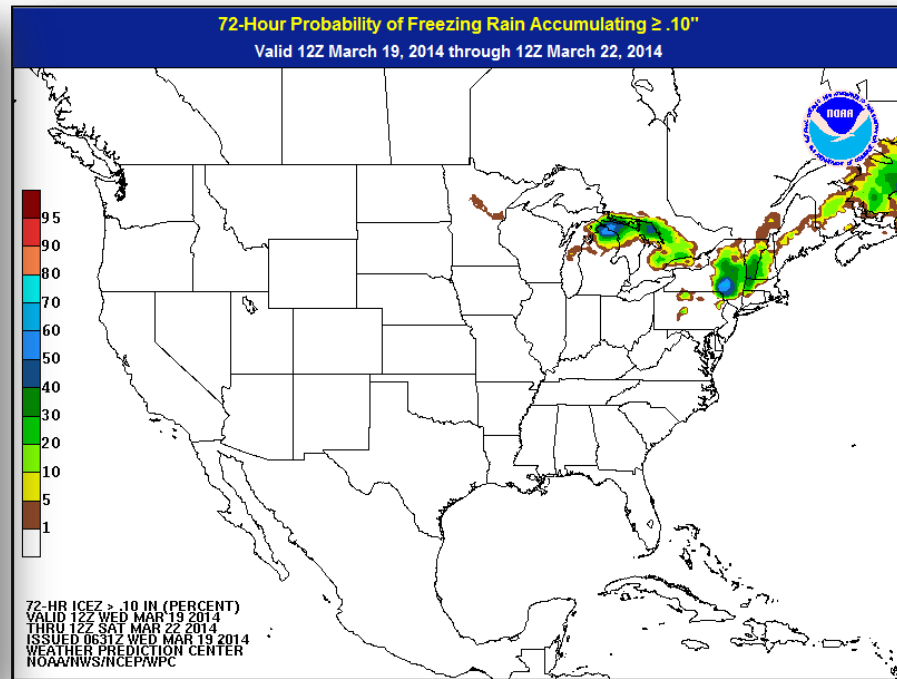 72-Hour Probability of Freezing Rain Accumulating ≥ .10"
Valid 12Z March 19, 2014 through 12Z March 22, 2014
NOAA
95
90
80
70
60
50
40
30
20
10
5
1
72-HR ICEZ > .10 IN (PERCENT)
VALID 12Z WED MAR 19 2014
THRU 12Z SAT MAR 22 2014
ISSUED 0631Z WED MAR 19 2014
WEATHER PREDICTION CENTER
NOAA/NWS/NCEP/WPC